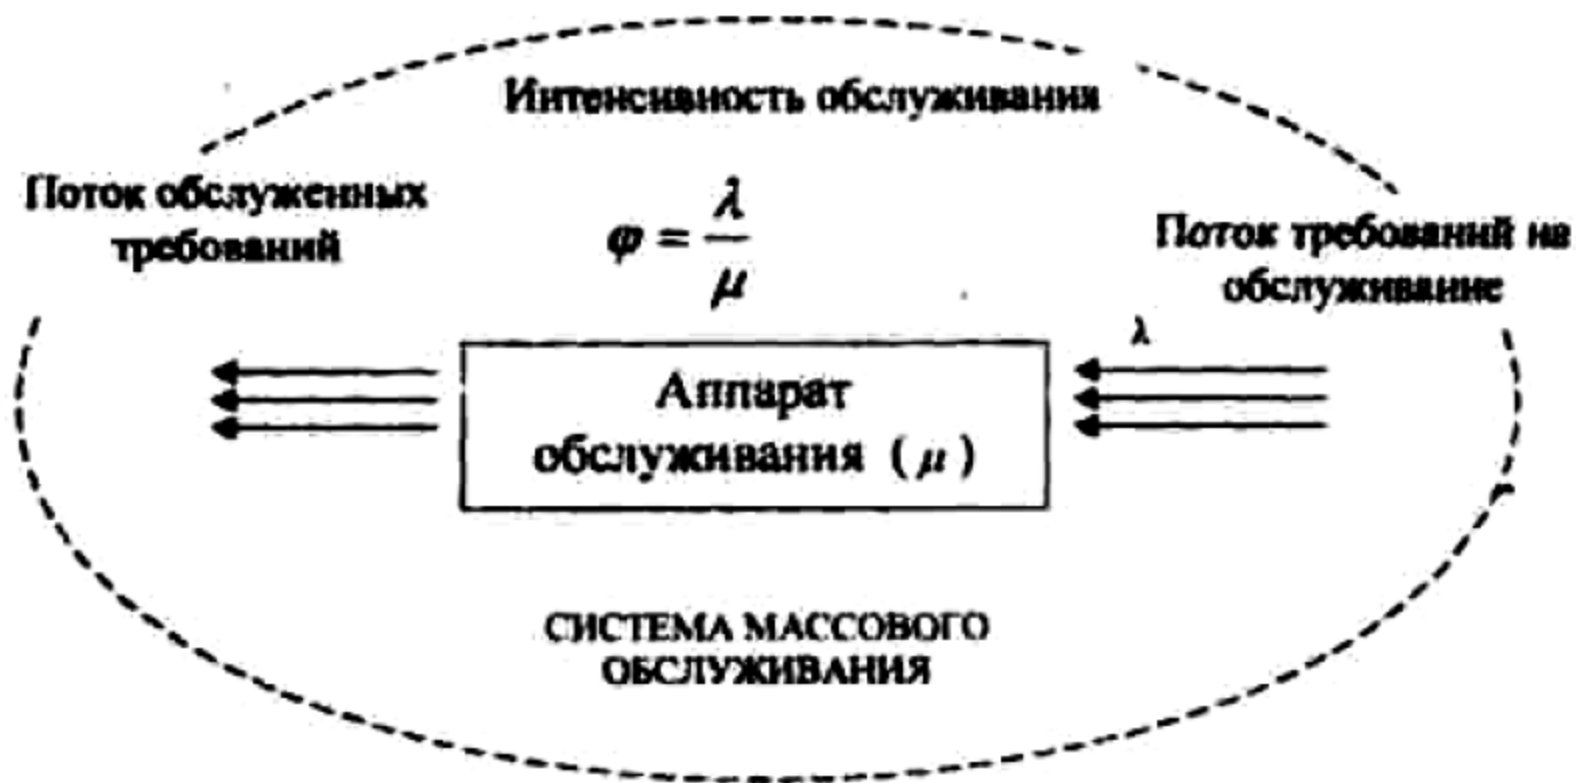 Интенсивность обслуживания
Поток обслуженных
требований
φ = λ/μ
Поток требований на
обслуживание
λ
Аппарат
обслуживания ( μ )
СИСТЕМА МАССОВОГО
ОБСЛУЖИВАНИЯ